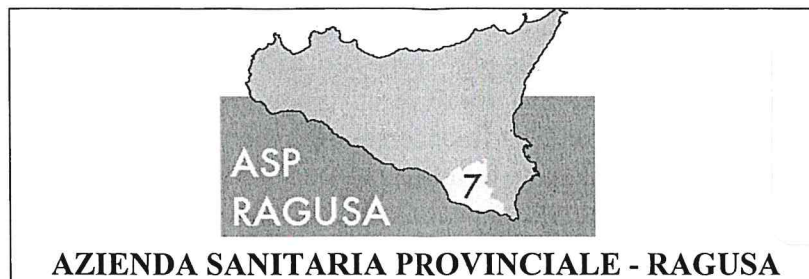 ASP
RAGUSA
7
AZIENDA SANITARIA PROVINCIALE - RAGUSA